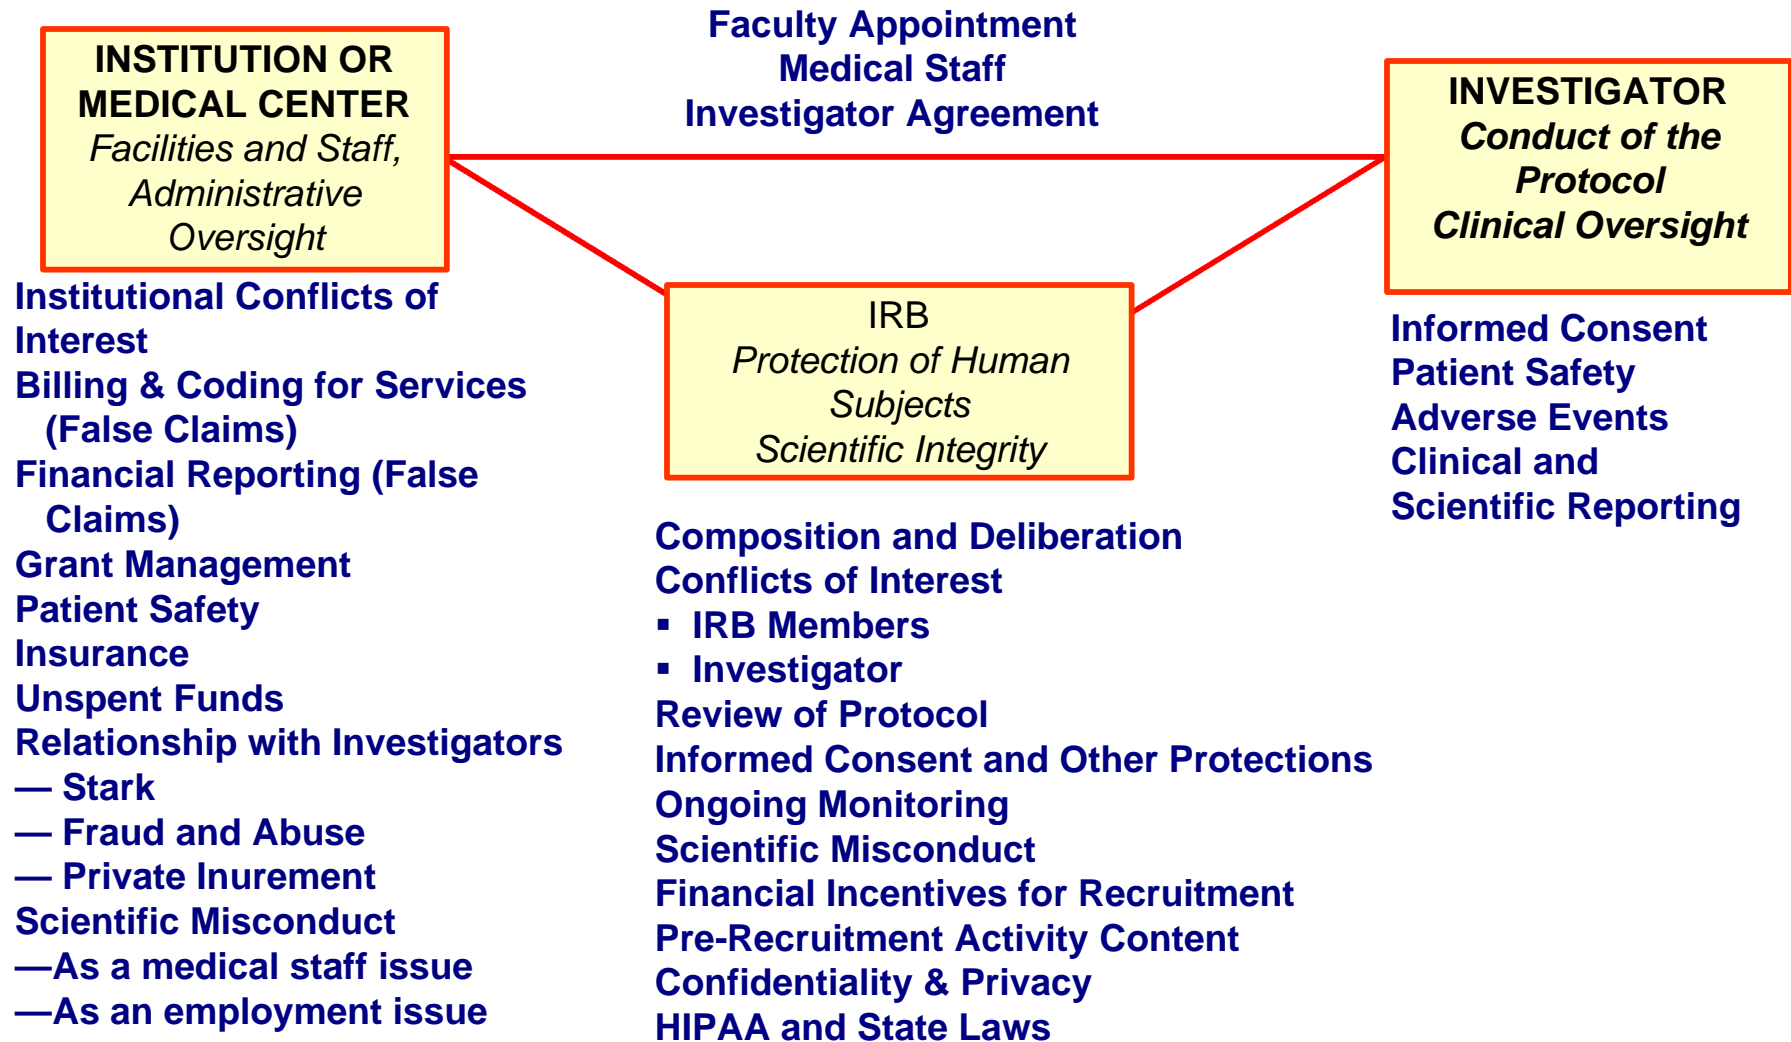 Faculty Appointment
Medical Staff
Investigator Agreement
INSTITUTION OR
MEDICAL CENTER
Facilities and Staff,
Administrative
Oversight
INVESTIGATOR
Conduct of the
Protocol
Clinical Oversight
IRB
Protection of Human
Subjects
Scientific Integrity
Institutional Conflicts of
Interest
Billing & Coding for Services
(False Claims)
Financial Reporting (False
Claims)
Grant Management
Patient Safety
Insurance
Unspent Funds
Relationship with Investigators
— Stark
— Fraud and Abuse
— Private Inurement
Scientific Misconduct
—As a medical staff issue
—As an employment issue
Composition and Deliberation
Conflicts of Interest
▪ IRB Members
▪ Investigator
Review of Protocol
Informed Consent and Other Protections
Ongoing Monitoring
Scientific Misconduct
Financial Incentives for Recruitment
Pre-Recruitment Activity Content
Confidentiality & Privacy
HIPAA and State Laws
Informed Consent
Patient Safety
Adverse Events
Clinical and
Scientific Reporting